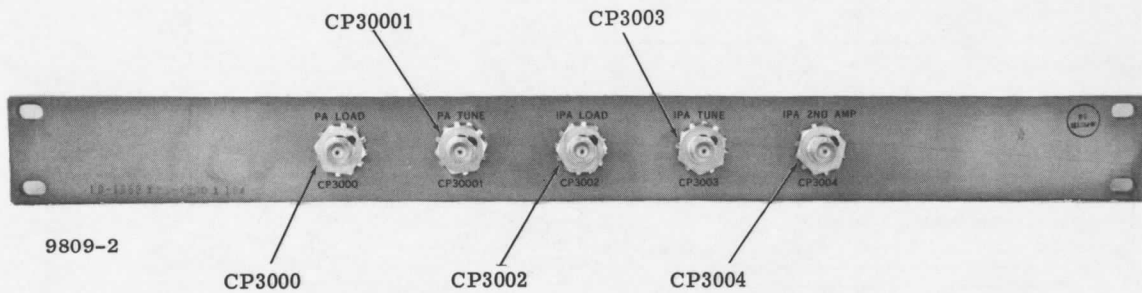 CP30001
CP3003
PA LOAD
PA TUNE
IPA LOAD
IPA TUNE
IPA 2ND AMP
CP3000
CP30001
CP3002
CP3003
CP3004
9809-2
CP3000
CP3002
CP3004